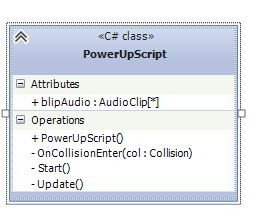 «C# class»
PowerUpScript
Attributes
+ blipAudio : AudioClip[*]
Operations
+ PowerUpScript()
- OnCollisionEnter(col : Collision)
- Start()
- Update()